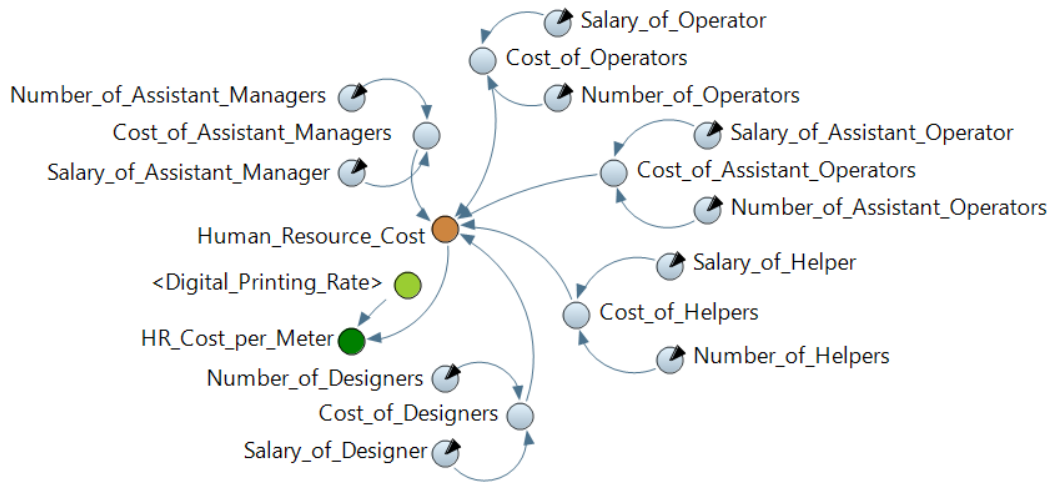 Salary_of_Operator
Cost_of_Operators
Number_of_Assistant_Managers
Number_of_Operators
Cost_of_Assistant_Managers
Salary_of_Assistant_Operator
Salary_of_Assistant_Manager
Cost_of_Assistant_Operators
Number_of_Assistant_Operators
Human_Resource_Cost
Salary_of_Helper
<Digital_Printing_Rate>
Cost_of_Helpers
HR_Cost_per_Meter
Number_of_Helpers
Number_of_Designers
Cost_of_Designers
Salary_of_Designer